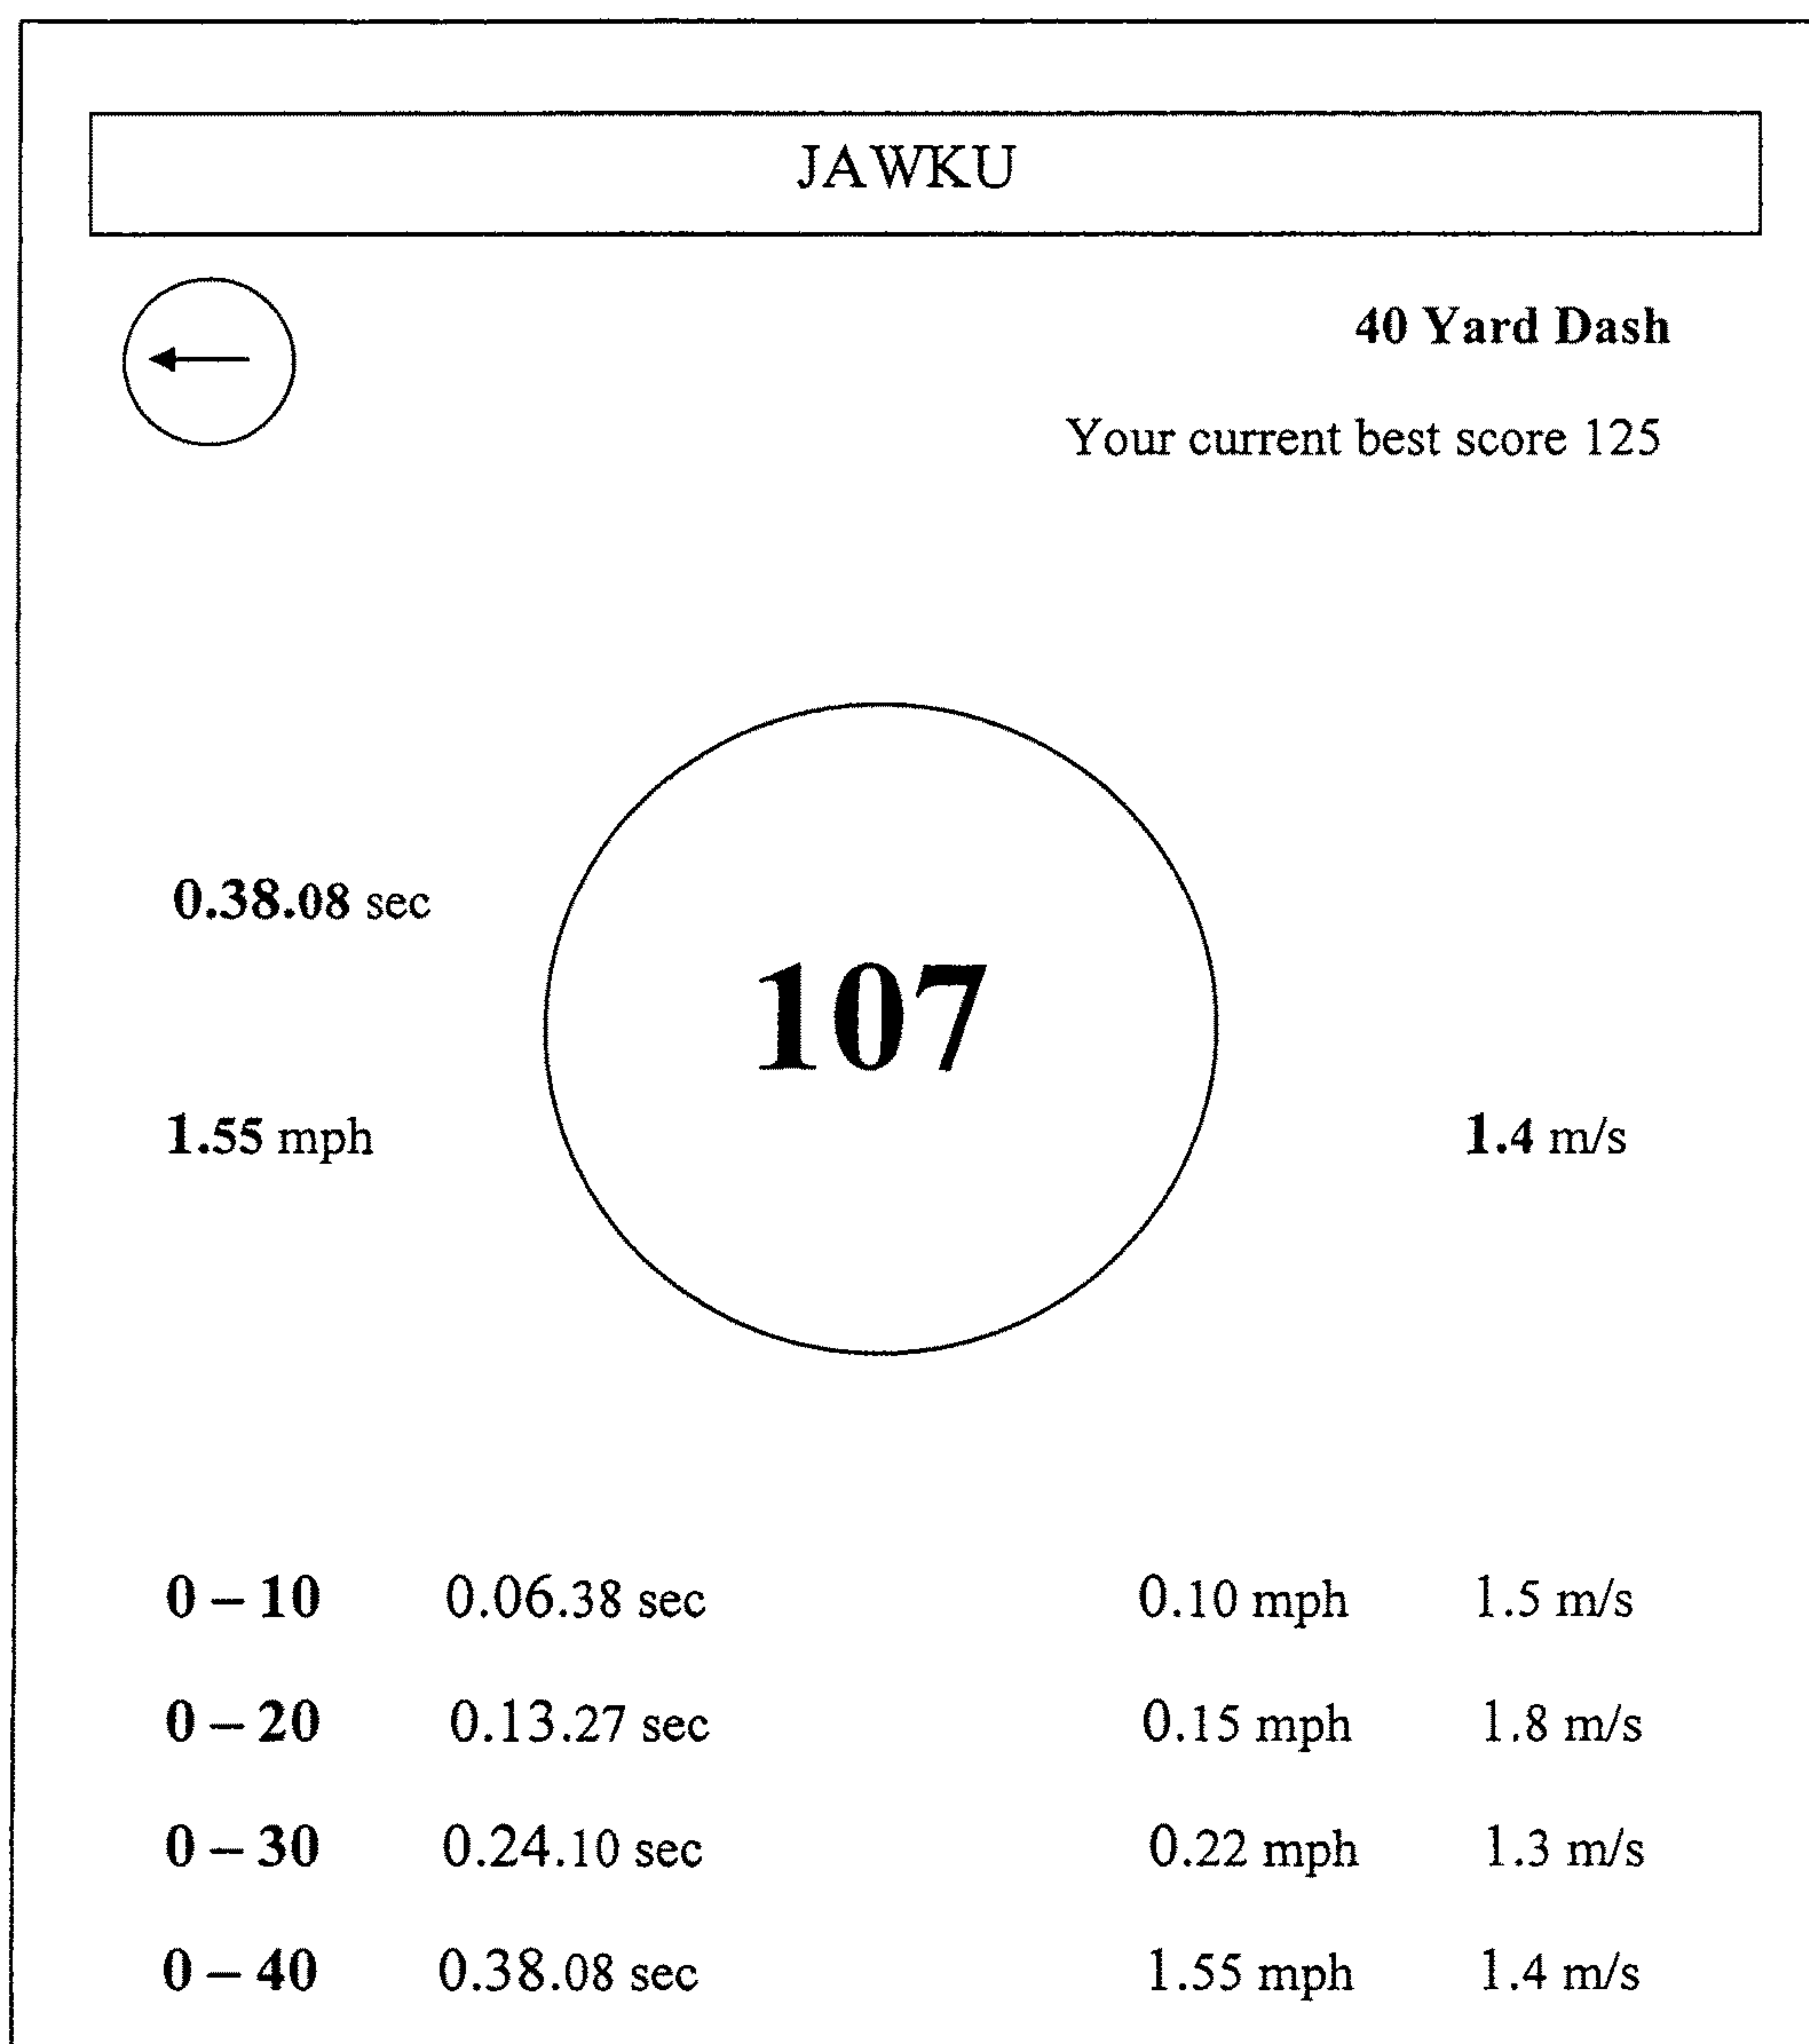 JAWKU
40 Yard Dash
Your current best score 125
0.38.08 sec
107
1.55 mph 1.4 m/s
0 – 10 0.06.38 sec 0.10 mph 1.5 m/s
0 – 20 0.13.27 sec 0.15 mph 1.8 m/s
0 – 30 0.24.10 sec 0.22 mph 1.3 m/s
0 – 40 0.38.08 sec 1.55 mph 1.4 m/s